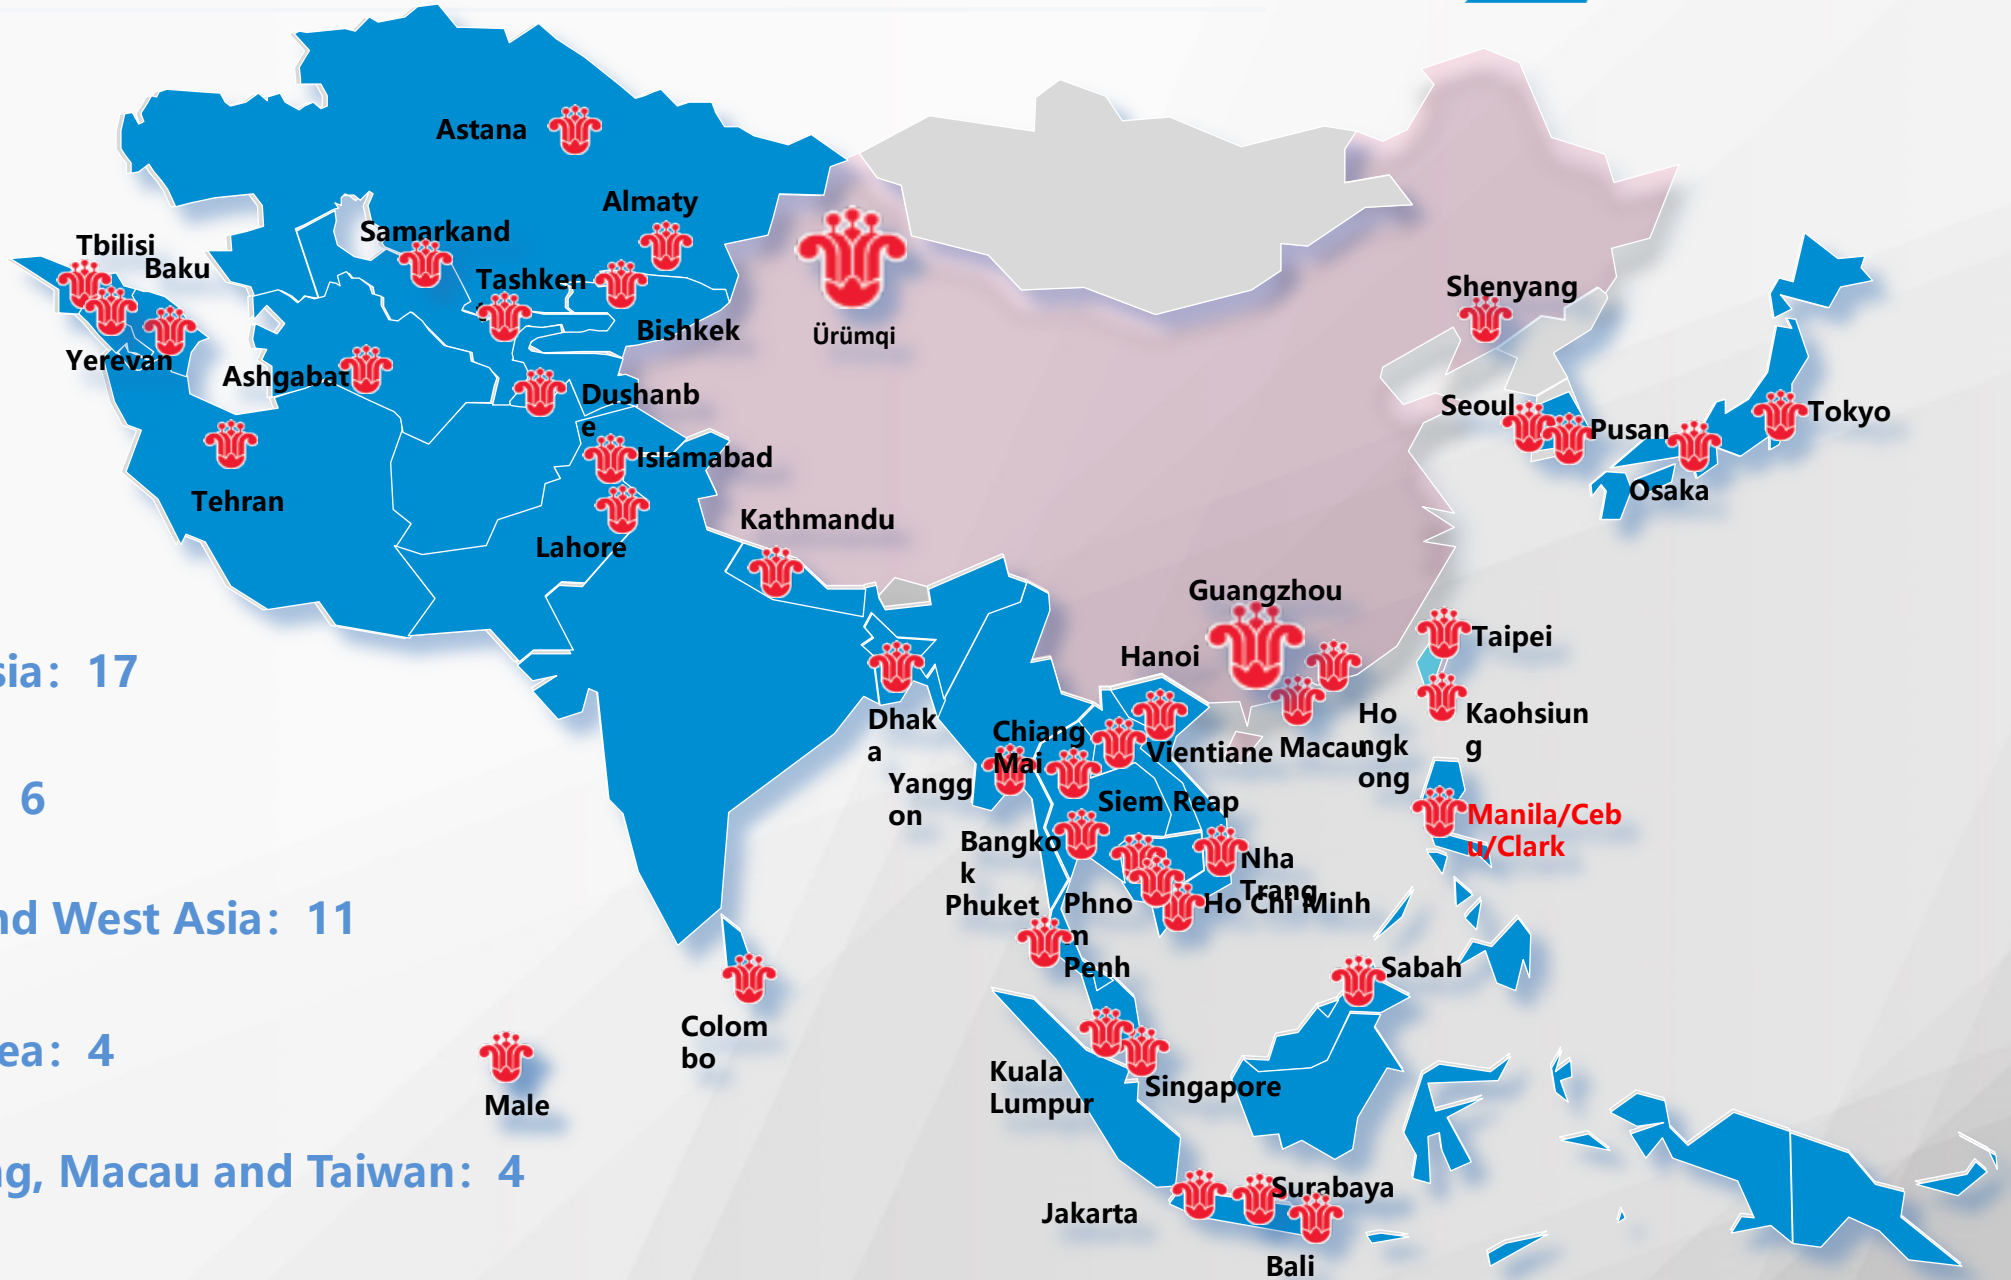 Astana
Almaty
Samarkand
Tbilisi
Baku
Tashken
Shenyang
Bishkek
Ürümqi
Yerevan
Ashgabat
Dushanb
e
Seoul
Pusan
Tokyo
Islamabad
Tehran
Osaka
Kathmandu
Lahore
Guangzhou
Taipei
Hanoi
sia: 17
Dhak
a
Chiang
Mai
Vientiane
Macau
Ho
ngk
ong
Kaohsiun
g
Yangg
on
6
Siem Reap
Manila/Ceb
u/Clark
Bangko
k
Nha
Trang
Phuket
Phno
m
Penh
Ho Chi Minh
nd West Asia: 11
Sabah
Colom
bo
ea: 4
Kuala
Lumpur
Singapore
Male
ng, Macau and Taiwan: 4
Surabaya
Jakarta
Bali